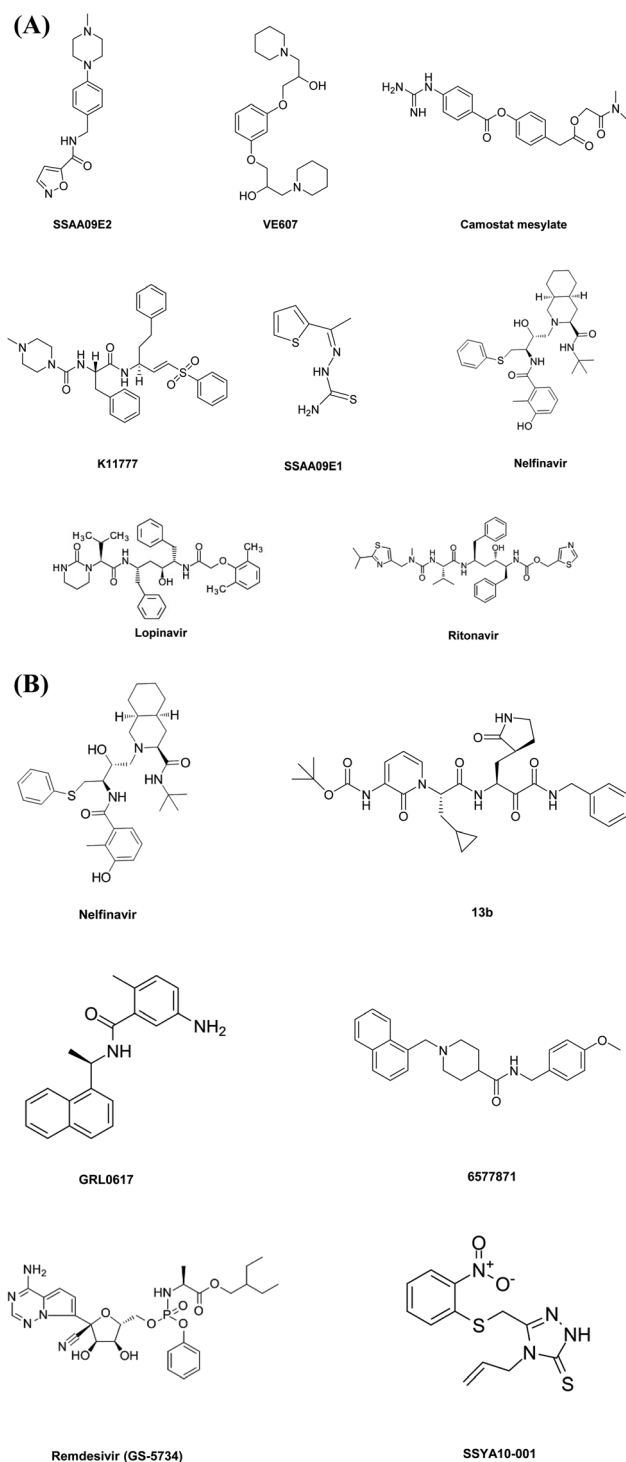 (A)
SSAA09E2
VE607
Camostat mesylate
K11777
SSAA09E1
Nelfinavir
Lopinavir
Ritonavir
(B)
Nelfinavir
13b
GRL0617
6577871
Remdesivir (GS-5734)
SSYA10-001